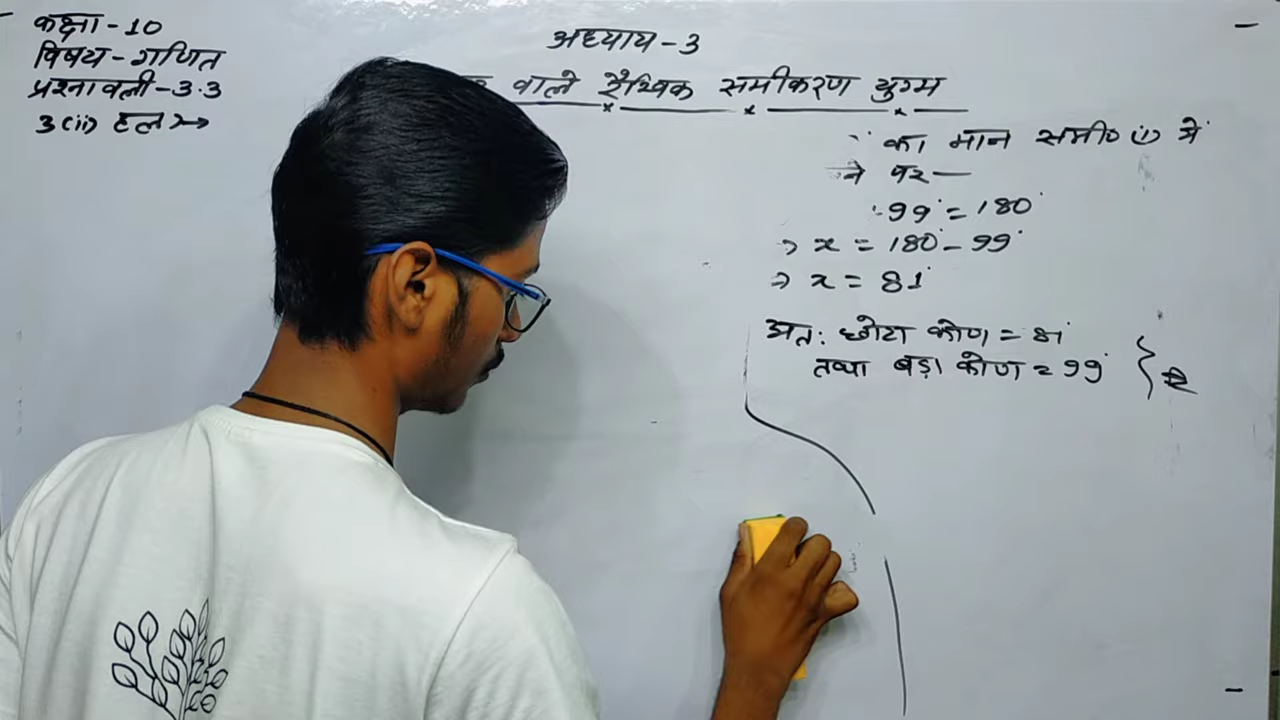 कक्षा-10
विषय-गणित
प्रश्नावली-3.3
3(ii) हल
अध्याय-3
वाले रैखिक समीकरण युग्म
का मान समी० (1) में
ने पर—
99° = 180°
⇒ x = 180° - 99°
⇒ x = 81°
अतः छोटा कोण = 81°
तथा बड़ा कोण = 99°